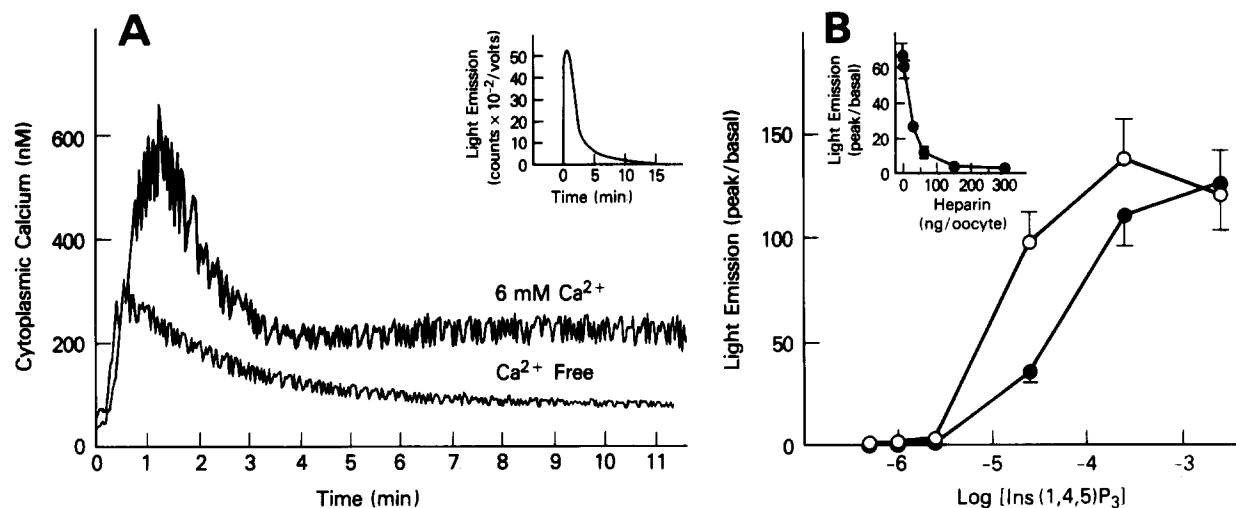 A
Cytoplasmic Calcium (nM)
600
400
200
0
0 1 2 3 4 5 6 7 8 9 10 11
Time (min)
6 mM Ca²⁺
Ca²⁺ Free
Light Emission
(counts × 10⁻²/volts)
50
40
30
20
10
0
0 5 10 15
Time (min)
B
Light Emission (peak/basal)
150
100
50
0
-6 -5 -4 -3
Log [Ins(1,4,5)P₃]
Light Emission
(peak/basal)
60
40
20
0
0 100 200 300
Heparin
(ng/oocyte)